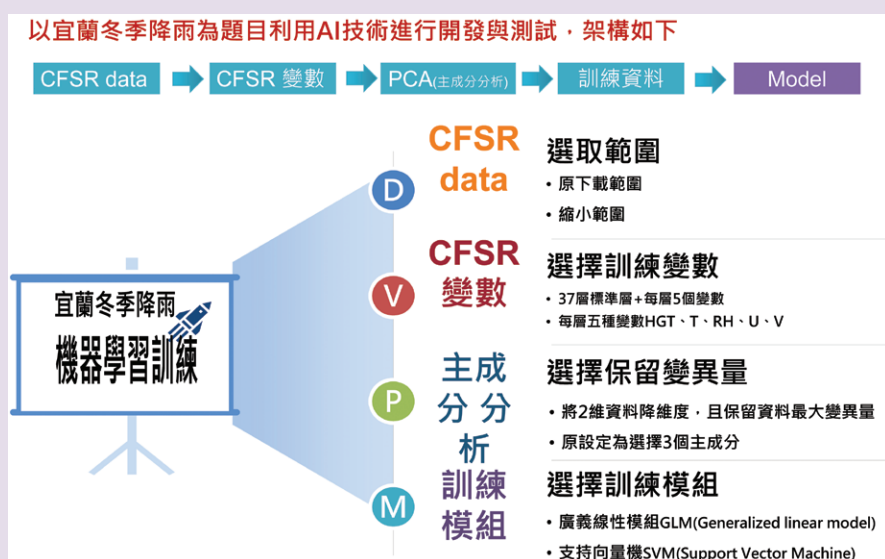 以宜蘭冬季降雨為題目利用AI技術進行開發與測試，架構如下
CFSR data
CFSR 變數
PCA(主成分分析)
訓練資料
Model
宜蘭冬季降雨
機器學習訓練
D
CFSR
data
選取範圍
• 原下載範圍
• 縮小範圍
V
CFSR
變數
選擇訓練變數
• 37層標準層+每層5個變數
• 每層五種變數HGT、T、RH、U、V
P
主成
分 分
析
選擇保留變異量
• 將2維資料降維度，且保留資料最大變異量
• 原設定為選擇3個主成分
M
訓練
模組
選擇訓練模組
• 廣義線性模組GLM(Generalized linear model)
• 支持向量機SVM(Support Vector Machine)